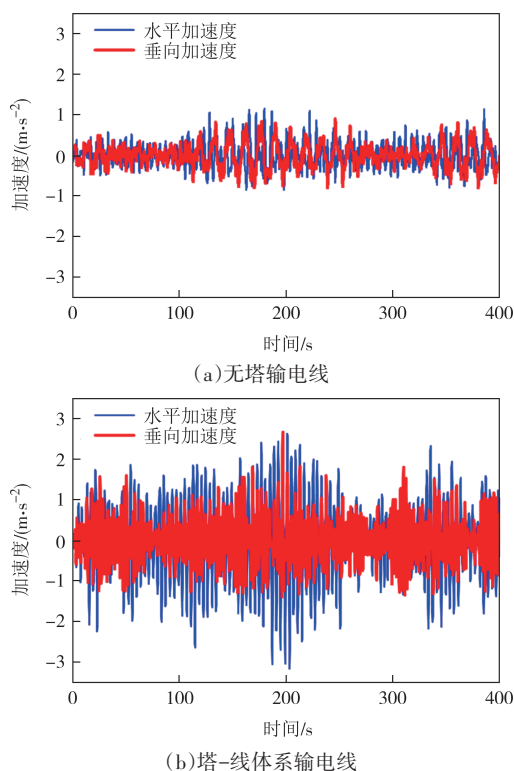 水平加速度
垂向加速度
加速度/(m·s⁻²)
3
2
1
0
-1
-2
-3
0 100 200 300 400
时间/s
(a)无塔输电线
水平加速度
垂向加速度
加速度/(m·s⁻²)
3
2
1
0
-1
-2
-3
0 100 200 300 400
时间/s
(b)塔-线体系输电线